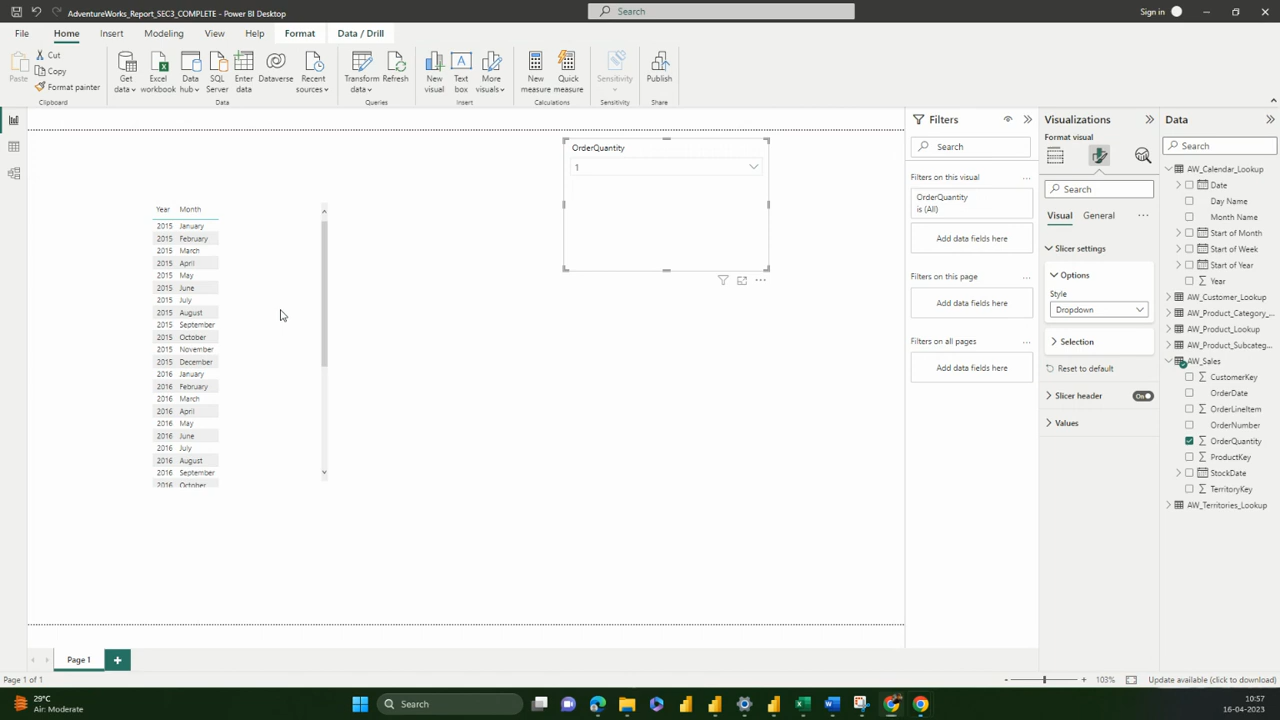 AdventureWorks_Report_SEC3_COMPLETE - Power BI Desktop
Search
Sign in
File
Home
Insert
Modeling
View
Help
Format
Data / Drill
Paste
Cut
Copy
Format painter
Clipboard
Get data
Excel workbook
Data hub
SQL Server
Enter data
Dataverse
Recent sources
Data
Transform data
Refresh
Queries
New visual
Text box
More visuals
Insert
New measure
Quick measure
Calculations
Sensitivity
Sensitivity
Publish
Share
Year Month
2015 January
2015 February
2015 March
2015 April
2015 May
2015 June
2015 July
2015 August
2015 September
2015 October
2015 November
2015 December
2016 January
2016 February
2016 March
2016 April
2016 May
2016 June
2016 July
2016 August
2016 September
2016 October
OrderQuantity
1
Filters
Search
Filters on this visual
OrderQuantity
is (All)
Add data fields here
Filters on this page
Add data fields here
Filters on all pages
Add data fields here
Visualizations
Format visual
Search
Visual
General
Slicer settings
Options
Style
Dropdown
Selection
Reset to default
Slicer header
On
Values
Data
Search
AW_Calendar_Lookup
Date
Day Name
Month Name
Start of Month
Start of Week
Start of Year
Year
AW_Customer_Lookup
AW_Product_Category_...
AW_Product_Lookup
AW_Product_Subcateg...
AW_Sales
CustomerKey
OrderDate
OrderLineItem
OrderNumber
OrderQuantity
ProductKey
StockDate
TerritoryKey
AW_Territories_Lookup
Page 1
Page 1 of 1
103%
Update available (click to download)
29°C
Air: Moderate
Search
10:57
16-04-2023